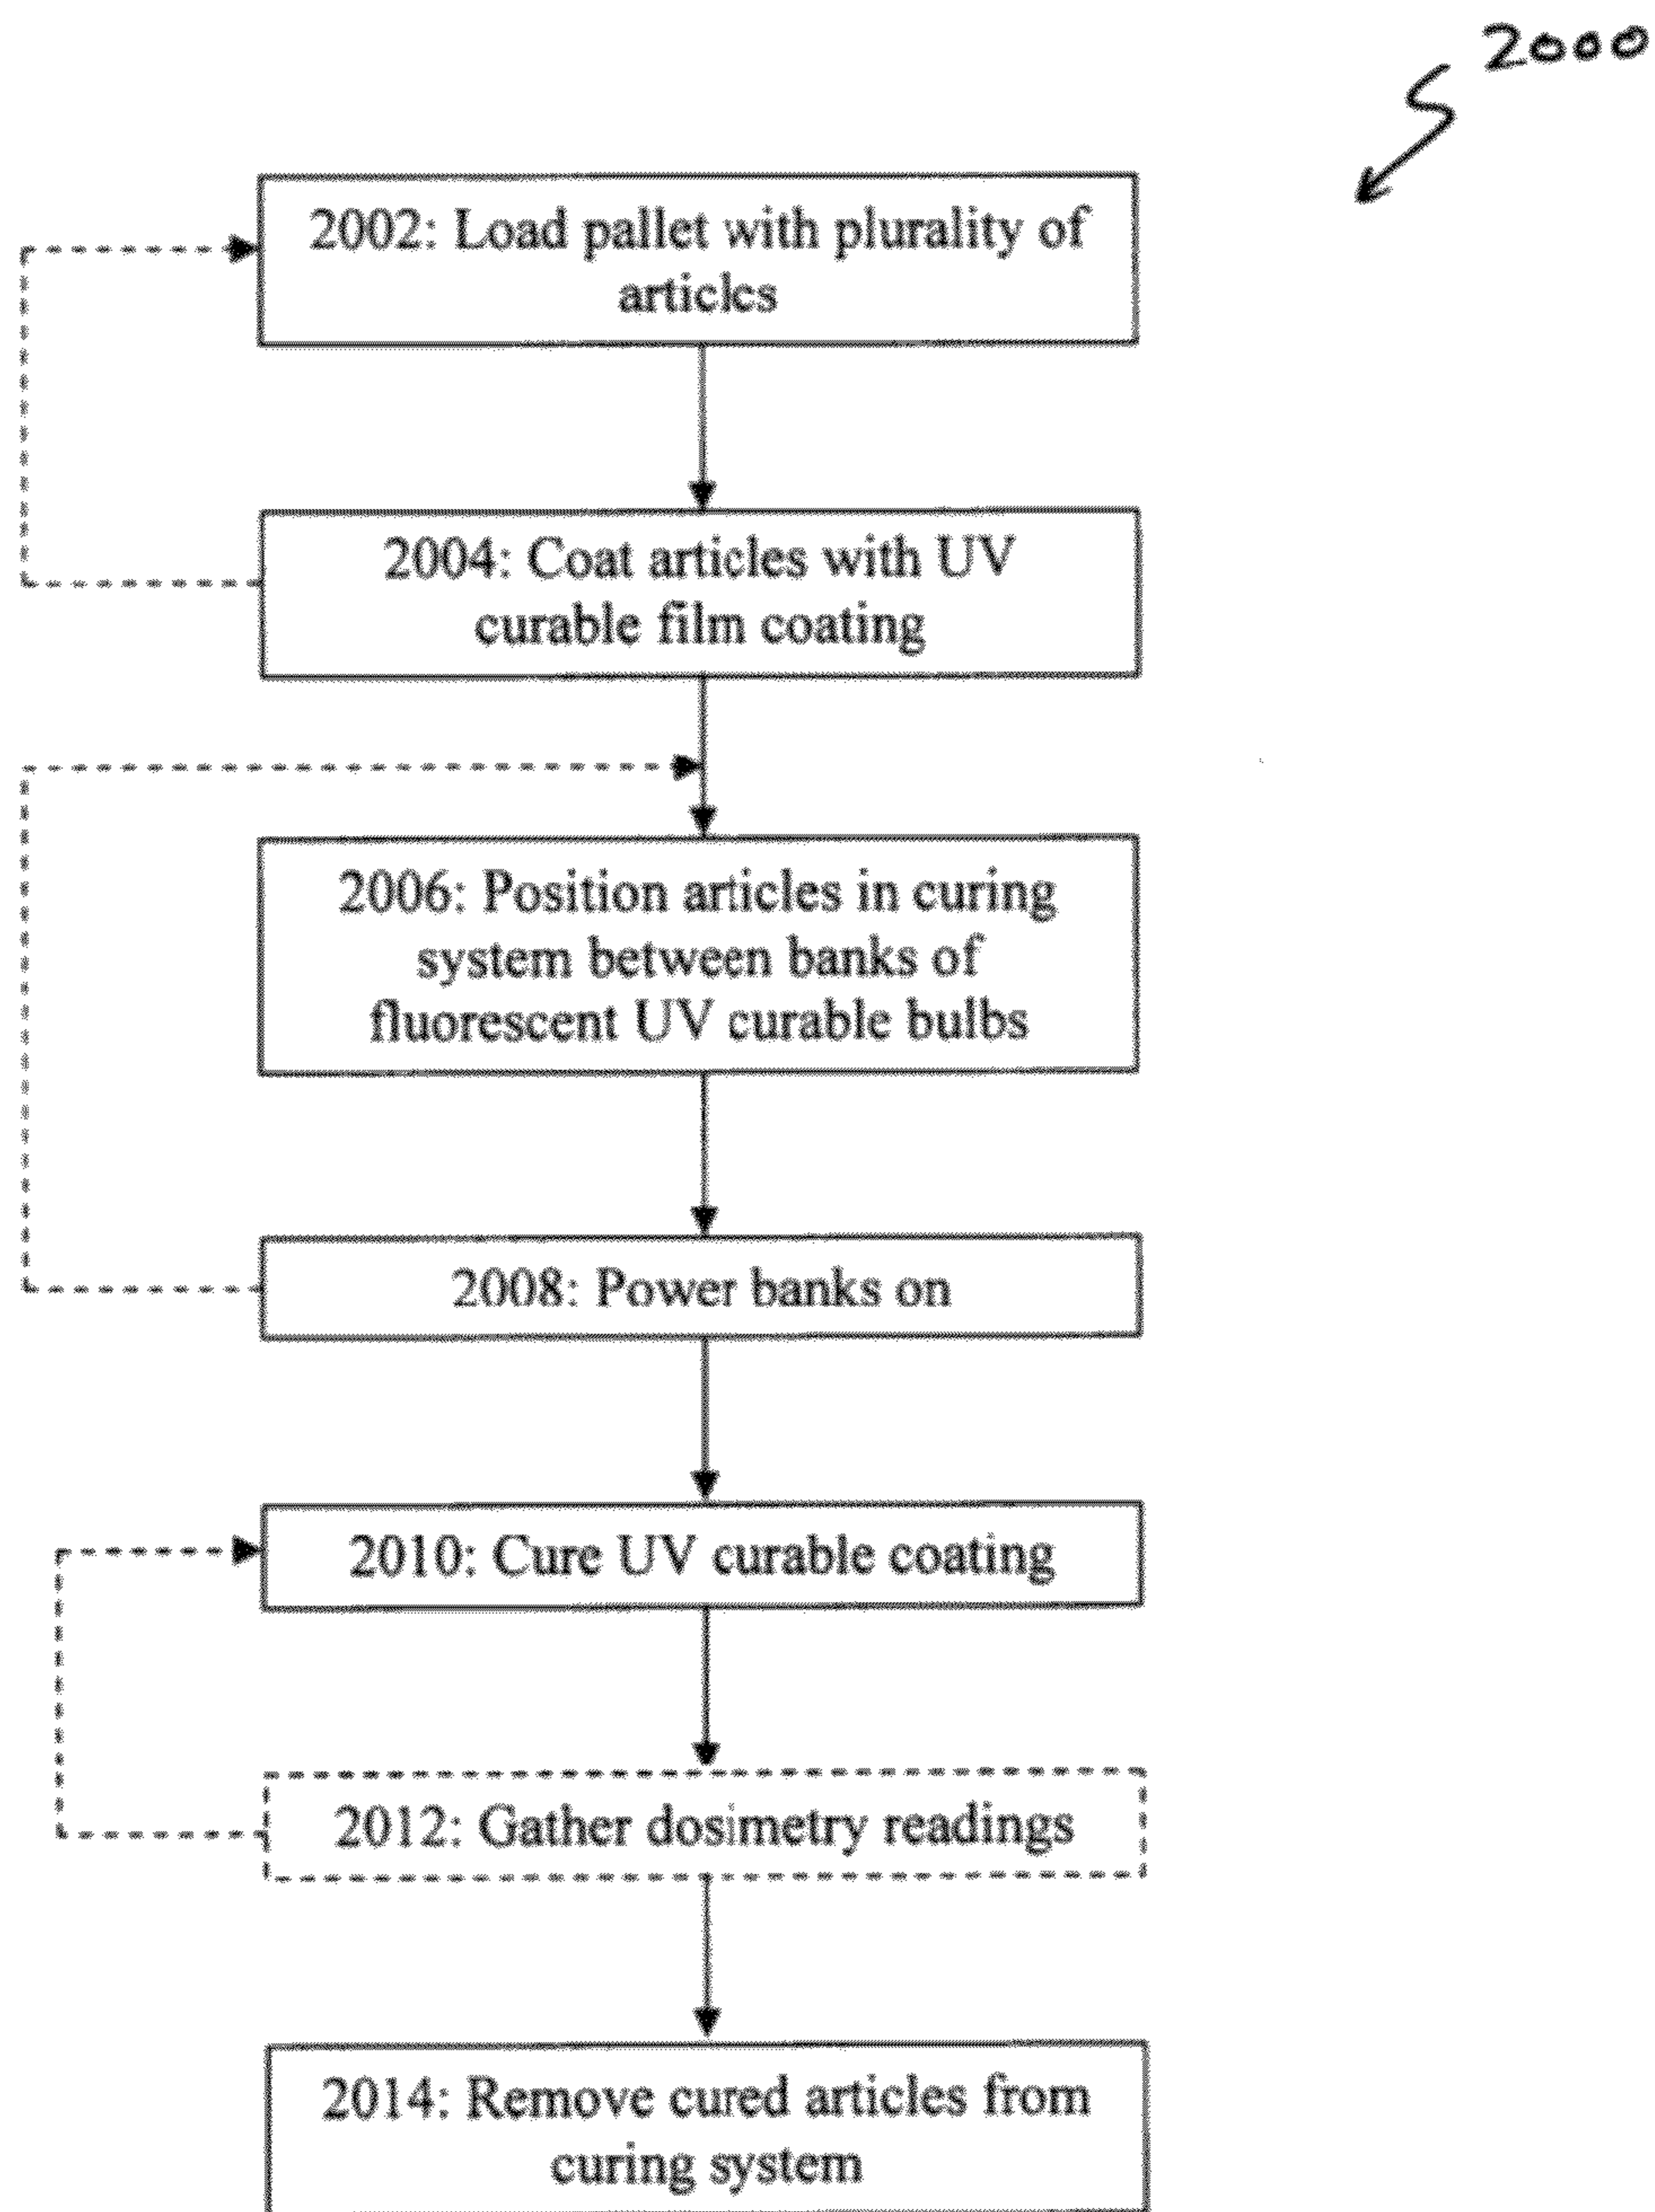 2000
2002: Load pallet with plurality of
articles
2004: Coat articles with UV
curable film coating
2006: Position articles in curing
system between banks of
fluorescent UV curable bulbs
2008: Power banks on
2010: Cure UV curable coating
2012: Gather dosimetry readings
2014: Remove cured articles from
curing system